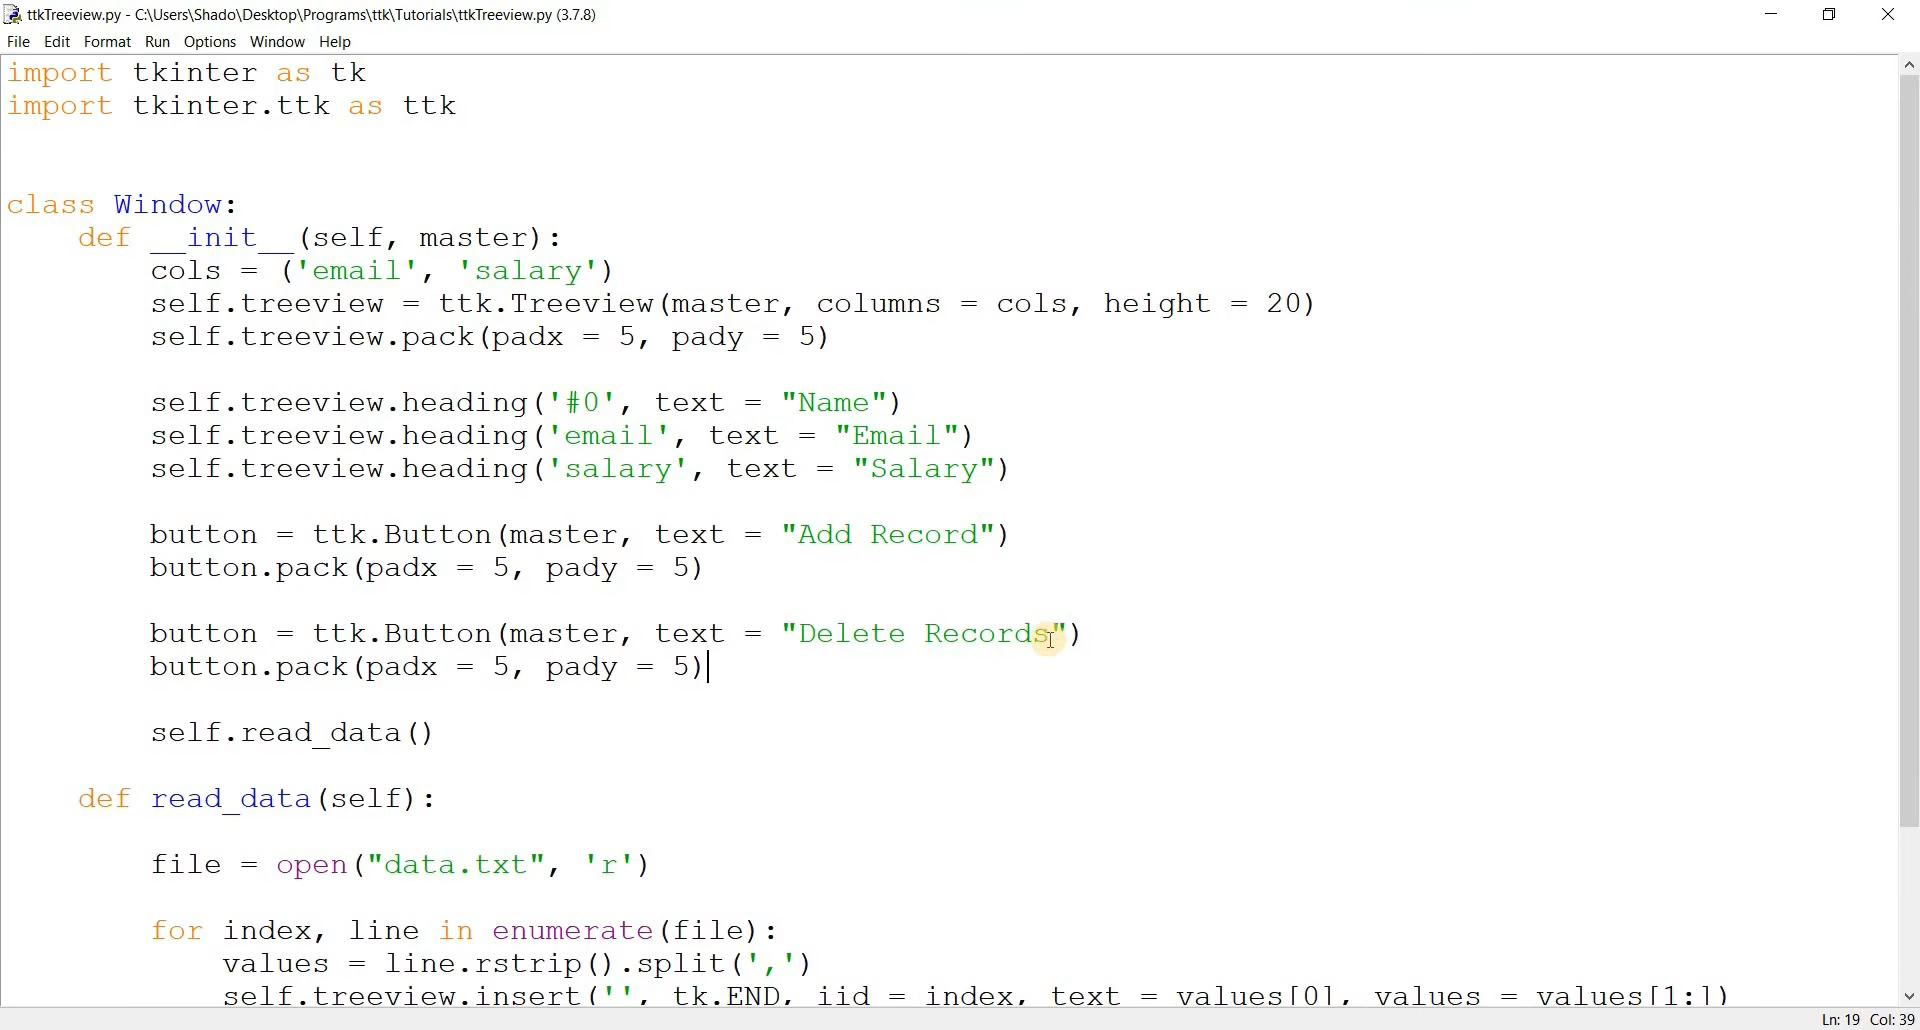 ttkTreeview.py - C:\Users\Shado\Desktop\Programs\ttk\Tutorials\ttkTreeview.py (3.7.8)
File Edit Format Run Options Window Help
import tkinter as tk
import tkinter.ttk as ttk
class Window:
    def __init__(self, master):
        cols = ('email', 'salary')
        self.treeview = ttk.Treeview(master, columns = cols, height = 20)
        self.treeview.pack(padx = 5, pady = 5)
        self.treeview.heading('#0', text = "Name")
        self.treeview.heading('email', text = "Email")
        self.treeview.heading('salary', text = "Salary")
        button = ttk.Button(master, text = "Add Record")
        button.pack(padx = 5, pady = 5)
        button = ttk.Button(master, text = "Delete Records")
        button.pack(padx = 5, pady = 5)
        self.read_data()
    def read_data(self):
        file = open("data.txt", 'r')
        for index, line in enumerate(file):
            values = line.rstrip().split(',')
            self.treeview.insert('', tk.END, iid = index, text = values[0], values = values[1:])
Ln: 19 Col: 39